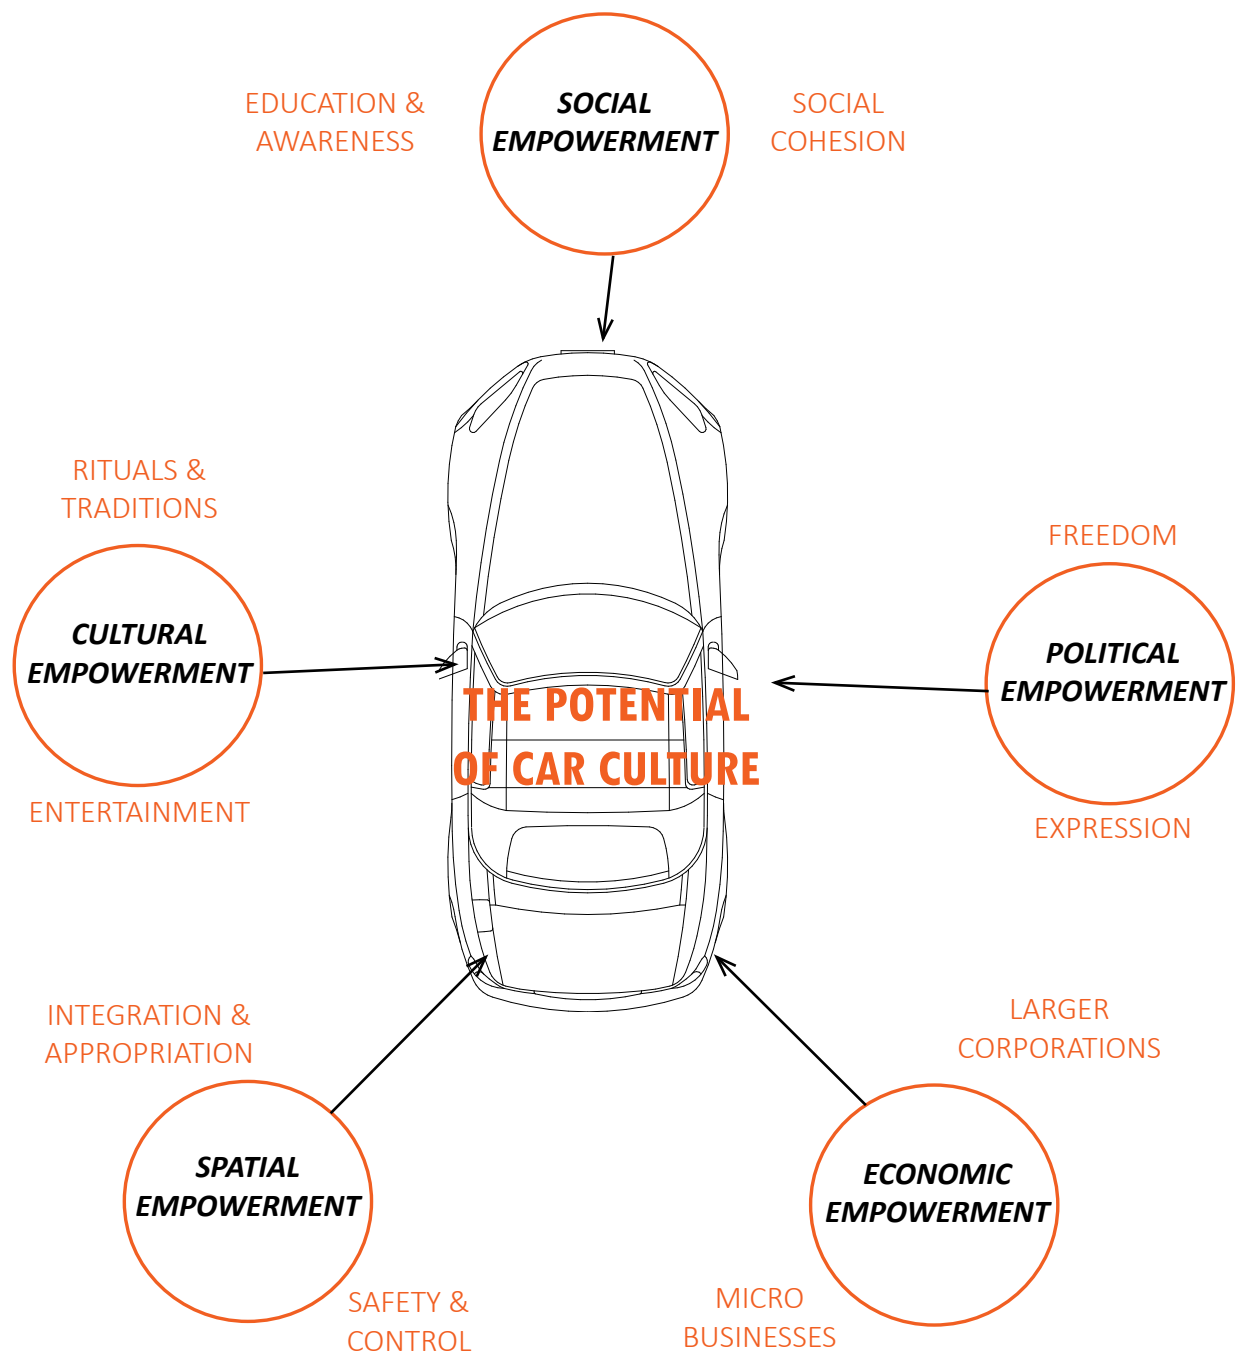 EDUCATION &
AWARENESS
SOCIAL
EMPOWERMENT
SOCIAL
COHESION
RITUALS &
TRADITIONS
CULTURAL
EMPOWERMENT
ENTERTAINMENT
FREEDOM
POLITICAL
EMPOWERMENT
EXPRESSION
THE POTENTIAL
OF CAR CULTURE
INTEGRATION &
APPROPRIATION
SPATIAL
EMPOWERMENT
SAFETY &
CONTROL
LARGER
CORPORATIONS
ECONOMIC
EMPOWERMENT
MICRO
BUSINESSES